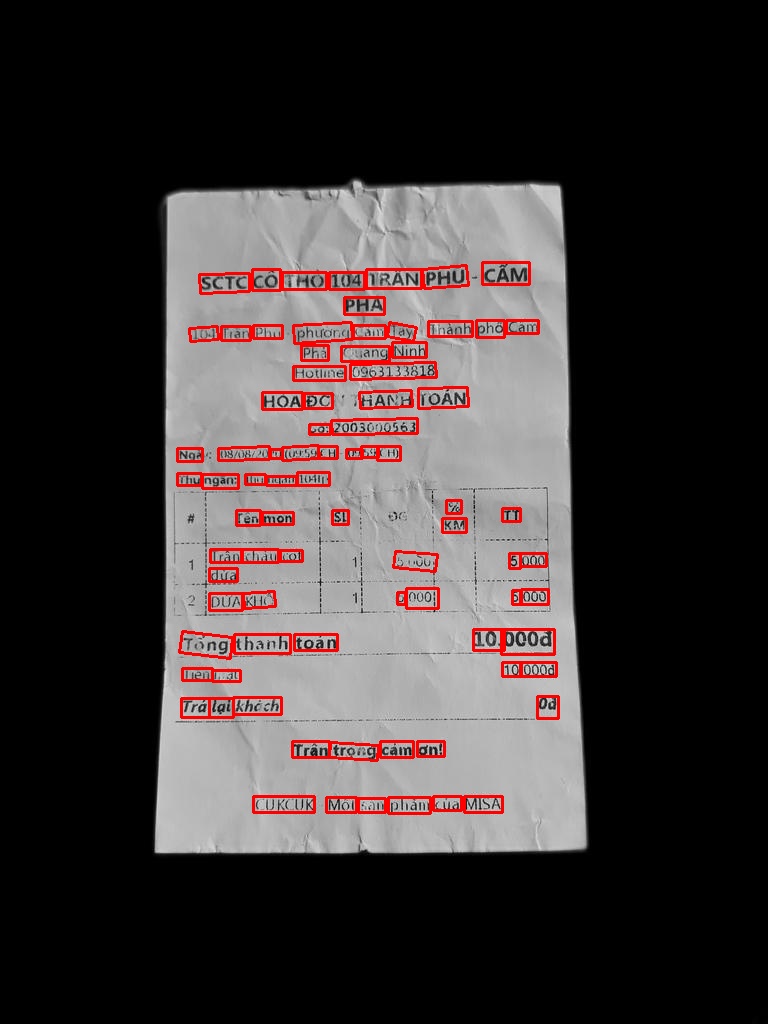 SCTC CÔ THO 104 TRẦN PHÚ - CẨM
PHẢ
104 Trần Phú - phường Cẩm Tây - Thành phố Cẩm
Phả - Quảng Ninh
Hotline 0963133818
HÓA ĐƠN THANH TOÁN
Số: 2003000563
Ngày: 08/08/20 (09:59 CH - 09:59 CH)
Thu ngân: Thu ngân 104tp
# Tên món SL ĐG % KM TT
1 Trân châu cốt dừa 1 5.000 5.000
2 DỪA KHÔ 1 5.000 5.000
Tổng thanh toán 10.000đ
Tiền mặt 10.000đ
Trả lại khách 0đ
Trân trọng cảm ơn!
CUKCUK - Một sản phẩm của MISA